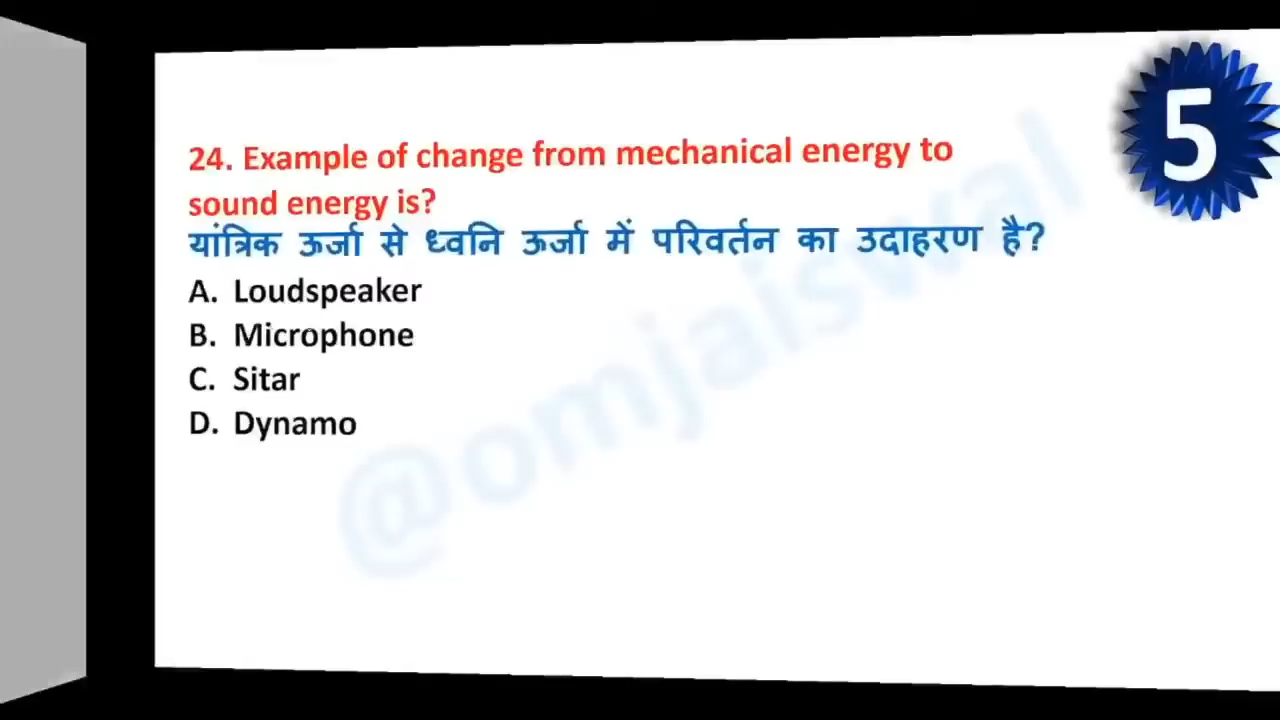 5
24. Example of change from mechanical energy to
sound energy is?
यांत्रिक ऊर्जा से ध्वनि ऊर्जा में परिवर्तन का उदाहरण है?
A. Loudspeaker
B. Microphone
C. Sitar
D. Dynamo
@omjaiswal